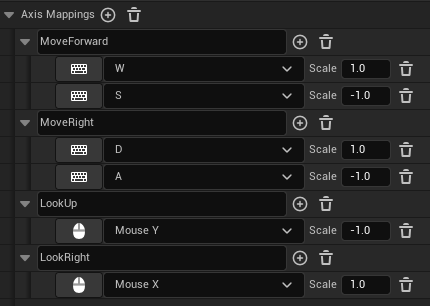 Axis Mappings
MoveForward
W Scale 1.0
S Scale -1.0
MoveRight
D Scale 1.0
A Scale -1.0
LookUp
Mouse Y Scale -1.0
LookRight
Mouse X Scale 1.0